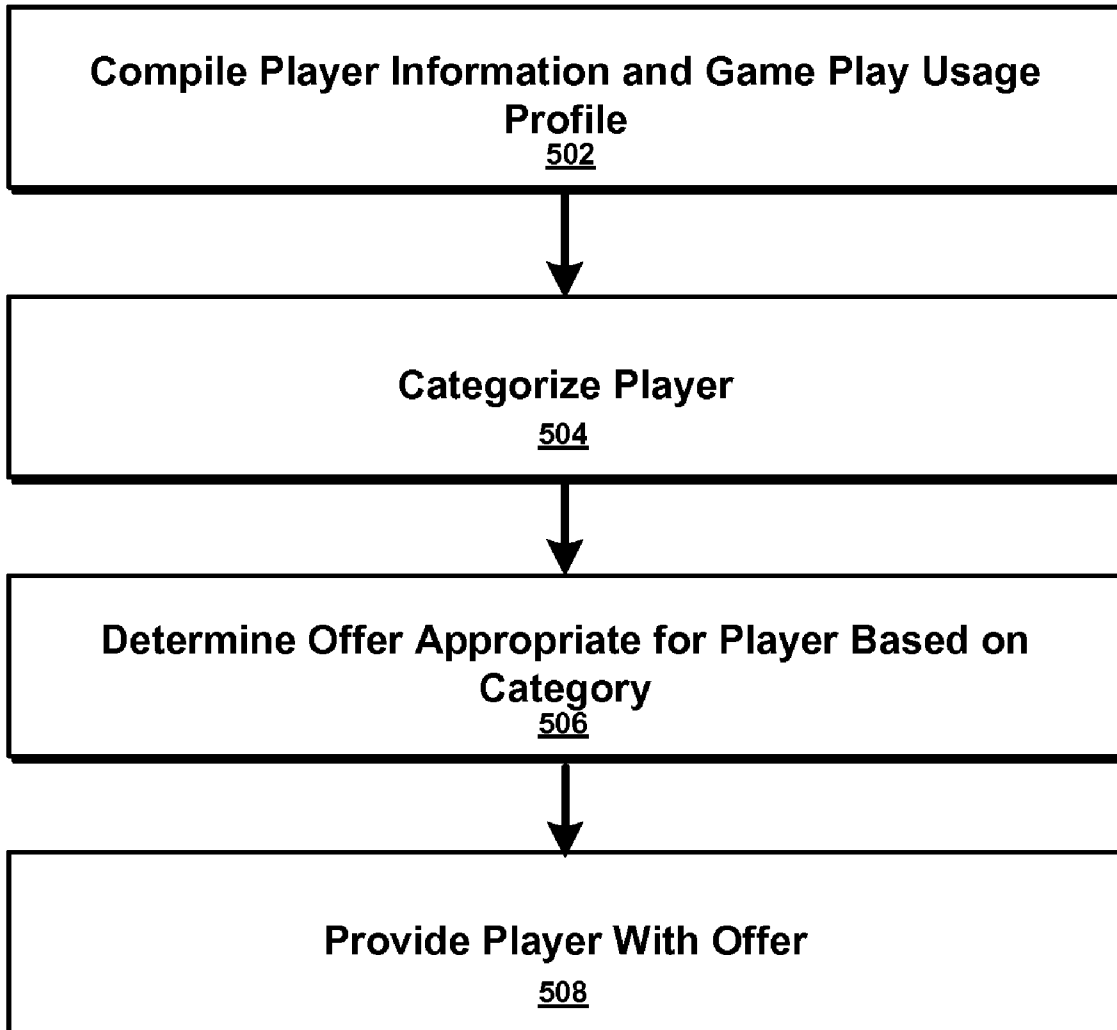 Compile Player Information and Game Play Usage
Profile
502
Categorize Player
504
Determine Offer Appropriate for Player Based on
Category
506
Provide Player With Offer
508